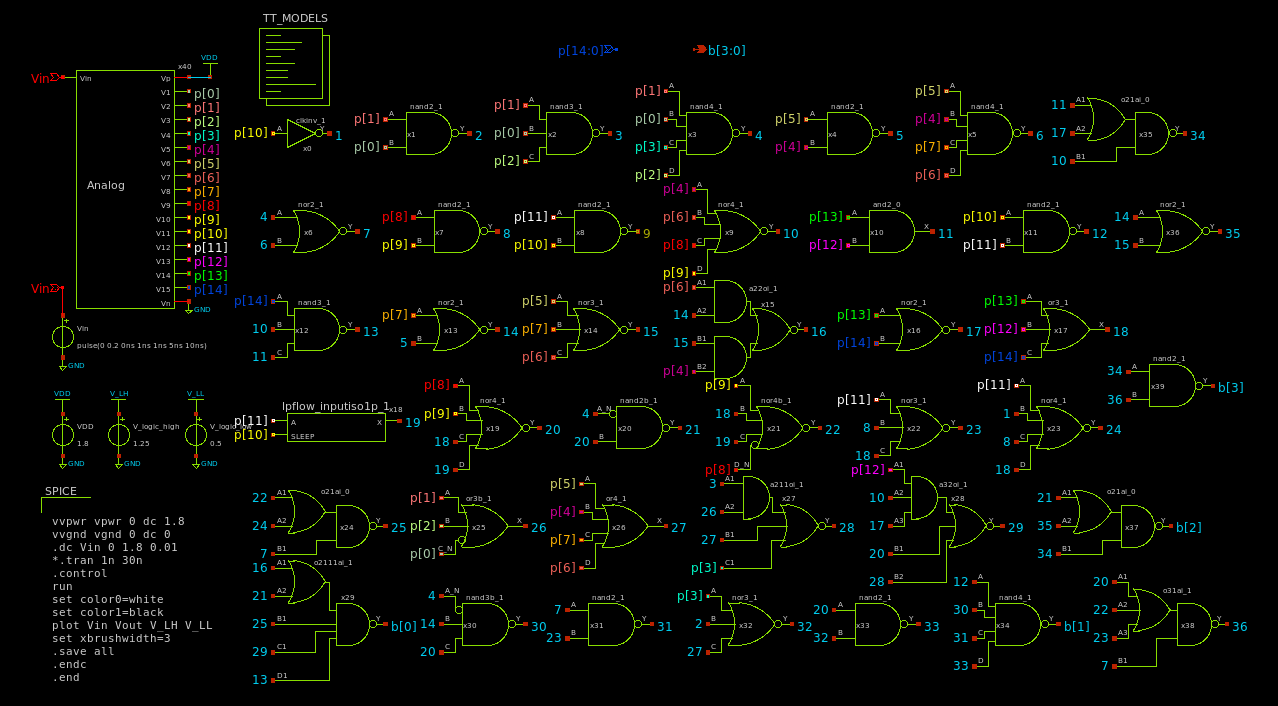 TT_MODELS
p[14:0]
b[3:0]
Vin
Vin
x40
VDD
Analog
Vp
V1 p[0]
V2 p[1]
V3 p[2]
V4 p[3]
V5 p[4]
V6 p[5]
V7 p[6]
V8 p[7]
V9 p[8]
V10 p[9]
V11 p[10]
V12 p[11]
V13 p[12]
V14 p[13]
V15 p[14]
Vn
GND
Vin
Vin
pulse(0 0.2 0ns 1ns 1ns 5ns 10ns)
GND
clkinv_1
p[10] A x0 Y 1
nand2_1
p[1] A
p[0] B
x1 Y 2
nand3_1
p[1] A
p[0] B
p[2] C
x2 Y 3
nand4_1
p[1] A
p[0] B
p[3] C
p[2] D
x3 Y 4
nand2_1
p[5] A
p[4] B
x4 Y 5
nand4_1
p[5] A
p[4] B
p[7] C
p[6] D
x5 Y 6
o21ai_0
11 A1
17 A2
10 B1
x35 Y 34
nor2_1
4 A
6 B
x6 Y 7
nand2_1
p[8] A
p[9] B
x7 Y 8
nand2_1
p[11] A
p[10] B
x8 Y 9
nor4_1
p[4] A
p[6] B
p[8] C
p[9] D
x9 Y 10
and2_0
p[13] A
p[12] B
x10 X 11
nand2_1
p[10] A
p[11] B
x11 Y 12
nor2_1
14 A
15 B
x36 Y 35
nand3_1
p[14] A
10 B
11 C
x12 Y 13
nor2_1
p[7] A
5 B
x13 Y 14
nor3_1
p[5] A
p[7] B
p[6] C
x14 Y 15
a22oi_1
p[6] A1
14 A2
15 B1
p[4] B2
x15 Y 16
nor2_1
p[13] A
p[14] B
x16 Y 17
or3_1
p[13] A
p[12] B
p[14] C
x17 X 18
nand2_1
34 A
36 B
x39 Y b[3]
VDD
VDD
1.8
GND
V_LH
V_logic_high
1.25
GND
V_LL
V_logic_low
0.5
GND
lpflow_inputiso1p_1
p[11] A
p[10] SLEEP
x18 X 19
nor4_1
p[8] A
p[9] B
18 C
19 D
x19 Y 20
nand2b_1
4 A_N
20 B
x20 Y 21
nor4b_1
p[9] A
18 B
19 C
p[8] D_N
x21 Y 22
nor3_1
p[11] A
8 B
18 C
x22 Y 23
nor4_1
p[11] A
1 B
8 C
18 D
x23 Y 24
SPICE
vvpwr vpwr 0 dc 1.8
vvgnd vgnd 0 dc 0
.dc Vin 0 1.8 0.01
*.tran 1n 30n
.control
run
set color0=white
set color1=black
plot Vin Vout V_LH V_LL
set xbrushwidth=3
.save all
.endc
.end
o21ai_0
22 A1
24 A2
7 B1
x24 Y 25
or3b_1
p[1] A
p[2] B
p[0] C_N
x25 X 26
or4_1
p[5] A
p[4] B
p[7] C
p[6] D
x26 X 27
a211oi_1
3 A1
26 A2
27 B1
p[3] C1
x27 Y 28
a32oi_1
p[12] A1
10 A2
17 A3
20 B1
28 B2
x28 Y 29
o21ai_0
21 A1
35 A2
34 B1
x37 Y b[2]
o2111ai_1
16 A1
21 A2
25 B1
29 C1
13 D1
x29 Y b[0]
nand3b_1
4 A_N
14 B
20 C
x30 Y 30
nand2_1
7 A
23 B
x31 Y 31
nor3_1
p[3] A
2 B
27 C
x32 Y 32
nand2_1
20 A
32 B
x33 Y 33
nand4_1
12 A
30 B
31 C
33 D
x34 Y b[1]
o31ai_1
20 A1
22 A2
23 A3
7 B1
x38 Y 36